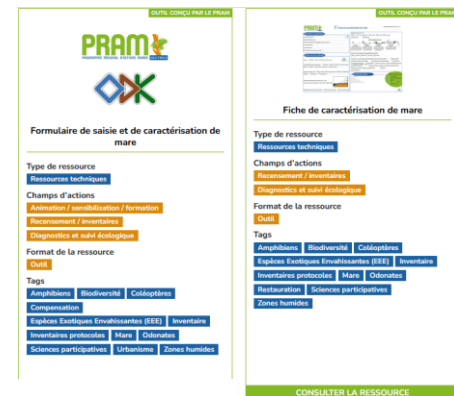 OUTIL CONÇU PAR LE PRAM
PRAM
Formulaire de saisie et de caractérisation de
mare
Type de ressource
Ressources techniques
Champs d'actions
Animation / sensibilisation / formation
Recensement / inventaires
Diagnostics et suivi écologique
Format de la ressource
Outil
Tags
Amphibiens Biodiversité Coléoptères
Compensation
Espèces Exotiques Envahissantes (EEE) Inventaire
Inventaires protocoles Mare Odonates
Sciences participatives Urbanisme Zones humides
OUTIL CONÇU PAR LE PRAM
PRAM
Fiche de caractérisation de mare
Type de ressource
Ressources techniques
Champs d'actions
Recensement / inventaires
Diagnostics et suivi écologique
Format de la ressource
Outil
Tags
Amphibiens Biodiversité Coléoptères
Espèces Exotiques Envahissantes (EEE) Inventaire
Inventaires protocoles Mare Odonates
Restauration Sciences participatives
Zones humides
CONSULTER LA RESSOURCE